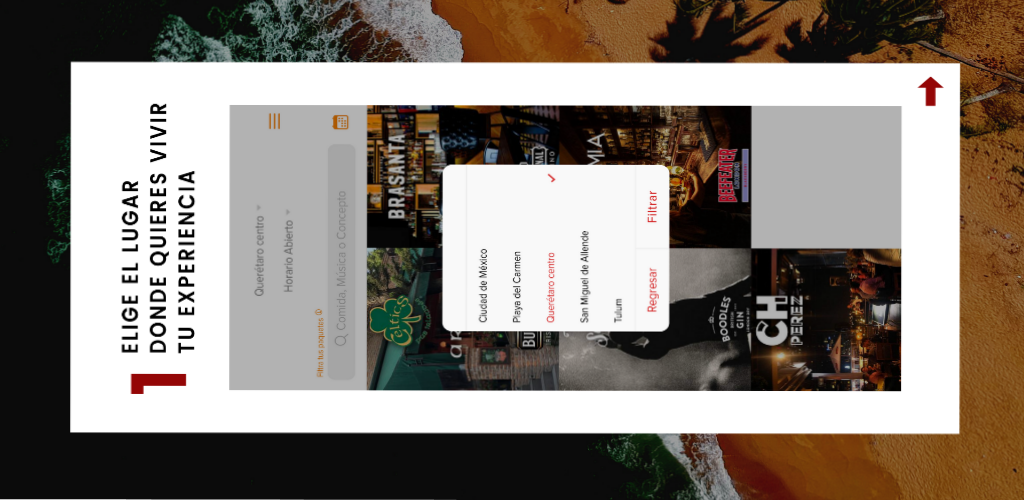 1
ELIGE EL LUGAR
DONDE QUIERES VIVIR
TU EXPERIENCIA
Querétaro centro
Horario Abierto
Filtra tus paquetes
Comida, Música o Concepto
BRASANTA
Celtics
MIA
BEEFEATER
BOODLES
GIN
CH
PEREZ
Ciudad de México
Playa del Carmen
Querétaro centro
San Miguel de Allende
Tulum
Regresar
Filtrar